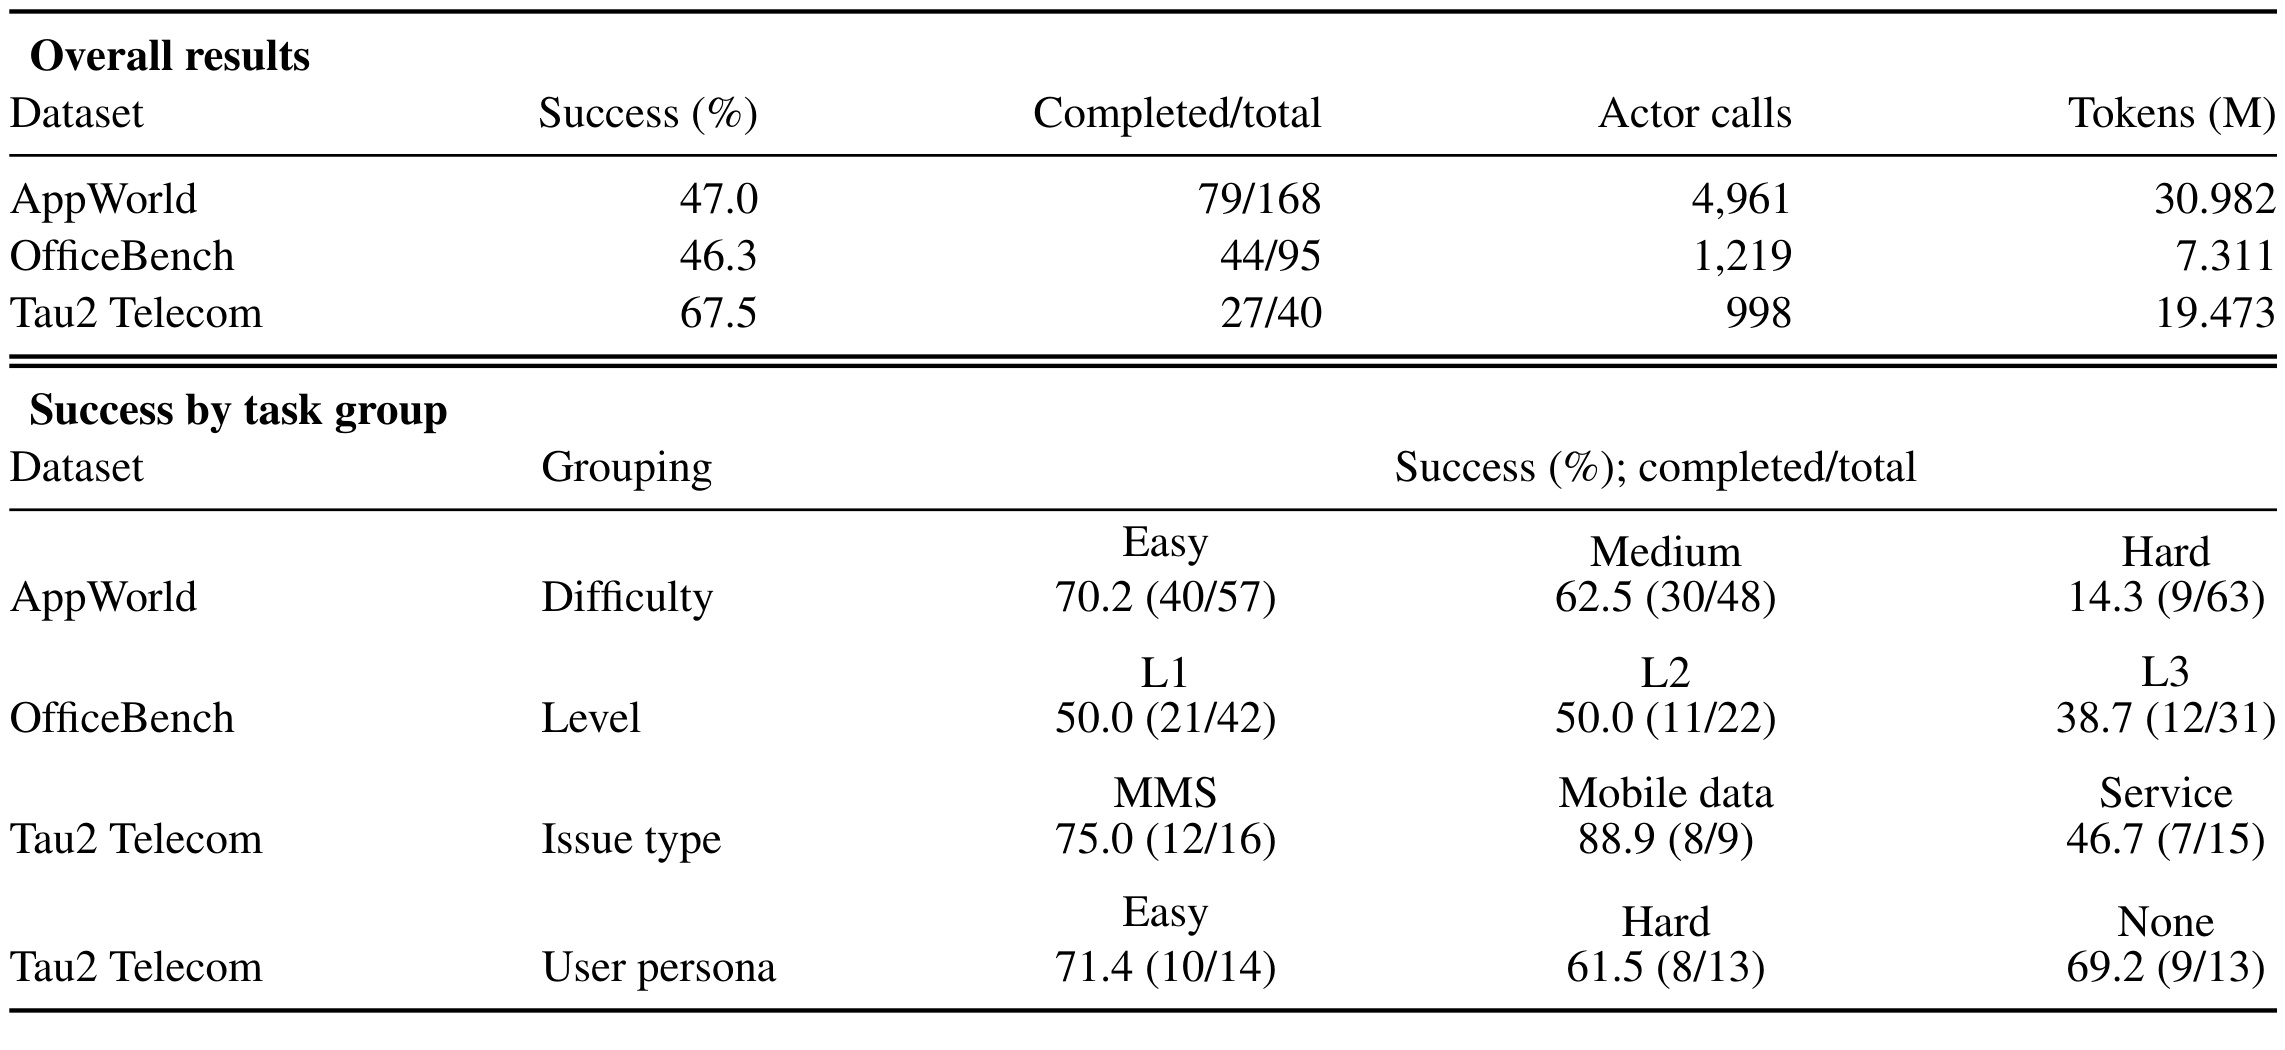 Overall results
Dataset Success (%) Completed/total Actor calls Tokens (M)
AppWorld 47.0 79/168 4,961 30.982
OfficeBench 46.3 44/95 1,219 7.311
Tau2 Telecom 67.5 27/40 998 19.473
Success by task group
Dataset Grouping Success (%); completed/total
Easy Medium Hard
AppWorld Difficulty 70.2 (40/57) 62.5 (30/48) 14.3 (9/63)
L1 L2 L3
OfficeBench Level 50.0 (21/42) 50.0 (11/22) 38.7 (12/31)
MMS Mobile data Service
Tau2 Telecom Issue type 75.0 (12/16) 88.9 (8/9) 46.7 (7/15)
Easy Hard None
Tau2 Telecom User persona 71.4 (10/14) 61.5 (8/13) 69.2 (9/13)